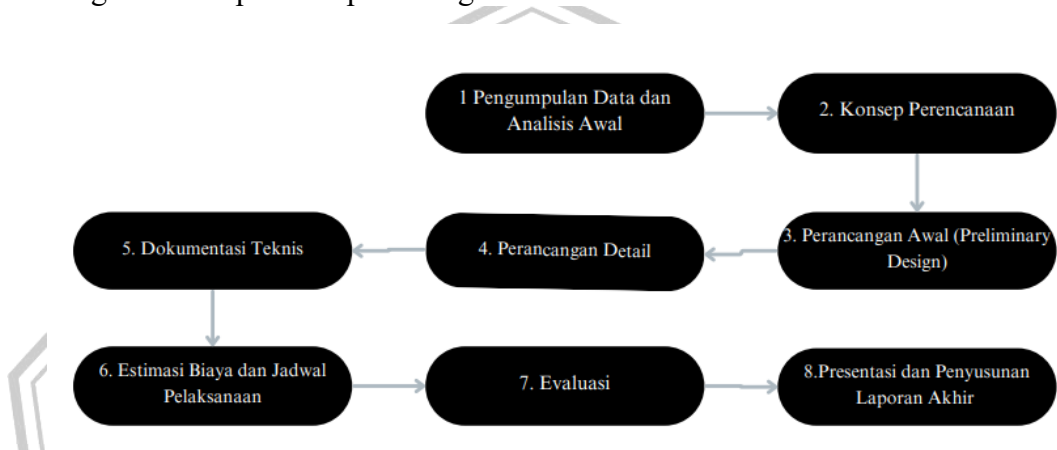 1 Pengumpulan Data dan
Analisis Awal
2. Konsep Perencanaan
3. Perancangan Awal (Preliminary
Design)
4. Perancangan Detail
5. Dokumentasi Teknis
6. Estimasi Biaya dan Jadwal
Pelaksanaan
7. Evaluasi
8.Presentasi dan Penyusunan
Laporan Akhir